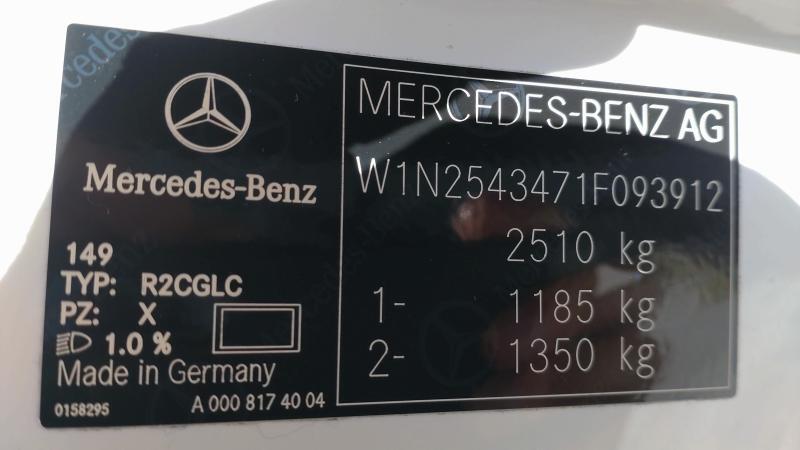 Mercedes-Benz
149
TYP: R2CGLC
PZ: X
1.0 %
Made in Germany
0158295 A 000 817 40 04
MERCEDES-BENZ AG
W1N2543471F093912
2510 kg
1- 1185 kg
2- 1350 kg